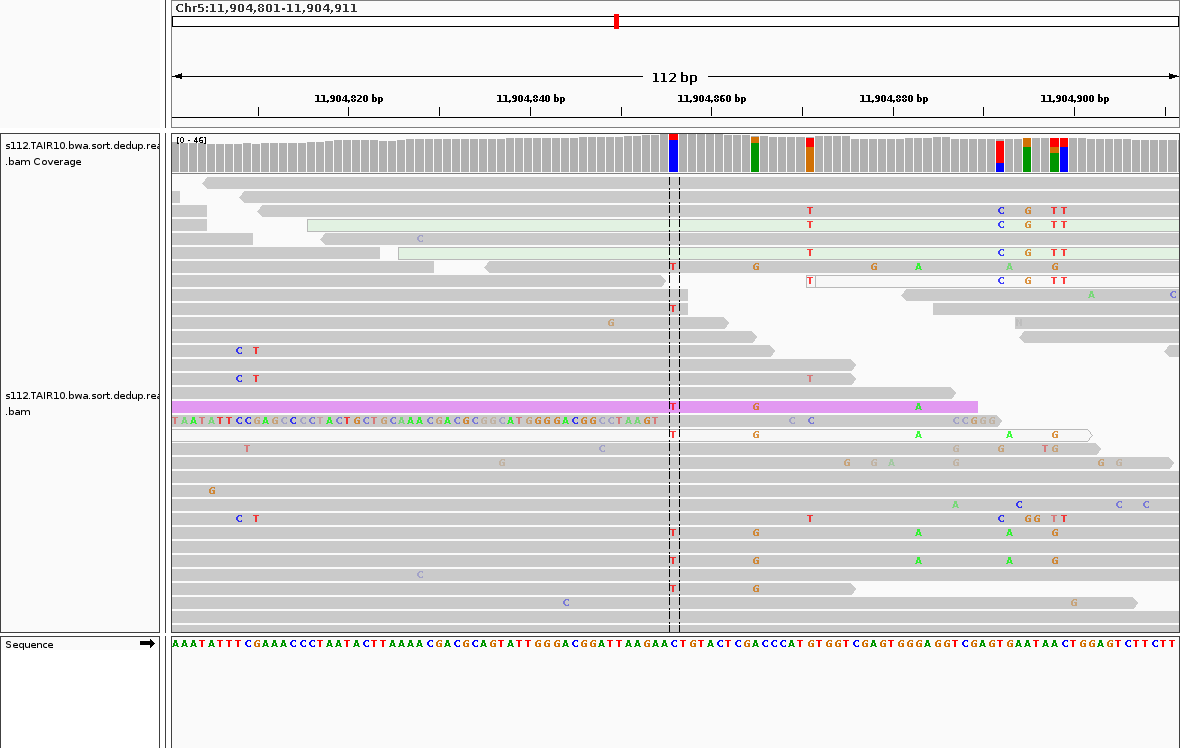 Chr5:11,904,801-11,904,911
112 bp
11,904,820 bp 11,904,840 bp 11,904,860 bp 11,904,880 bp 11,904,900 bp
s112.TAIR10.bwa.sort.dedup.rea
.bam Coverage
[0 - 46]
T C G T T
T C G T T
C
T C G T T
T G G A A G
T C G T T
A C
T
G
C T
C T T
s112.TAIR10.bwa.sort.dedup.rea
.bam
T G A
TAATATTCCGAGCCCCTACTGCTGCAAACGACGCGGCATGGGGACGGCCTAAGT C C CCGGG
T G A A G
T C G G T G
G G G A G G G
G
A C C C
C T T C G G T T
T G A A G
T G A A G
C
T G
C G
Sequence
AAATATTTCGAAACCCTAATACTTAAAACGACGCAGTATTGGGACGGATTAAGAACTGTACTCGACCCATGTGGTCGAGTGGGAGGTCGAGTGAATAACTGGAGTCTTCTT